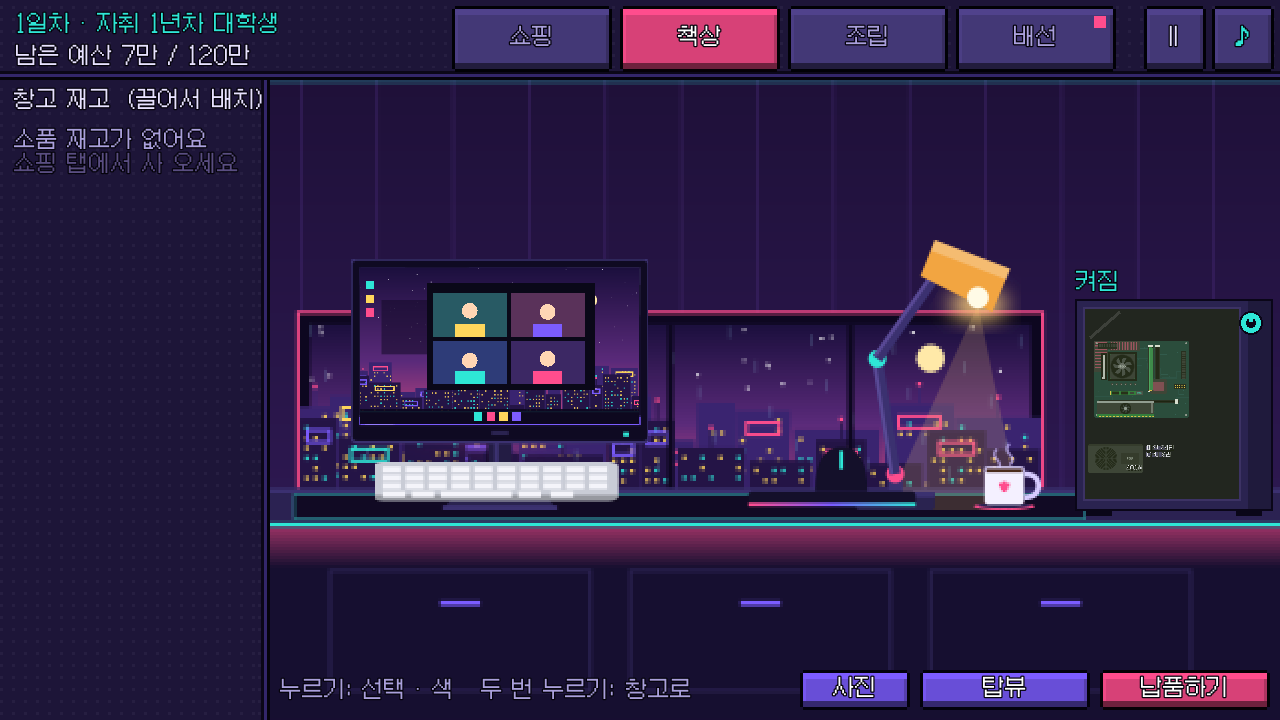 1일차 · 자취 1년차 대학생
남은 예산 7만 / 120만
쇼핑
책상
조립
배선
창고 재고 (끌어서 배치)
소품 재고가 없어요
쇼핑 탭에서 사 오세요
켜짐
누르기: 선택 · 색 두 번 누르기: 창고로
사진
탑뷰
납품하기